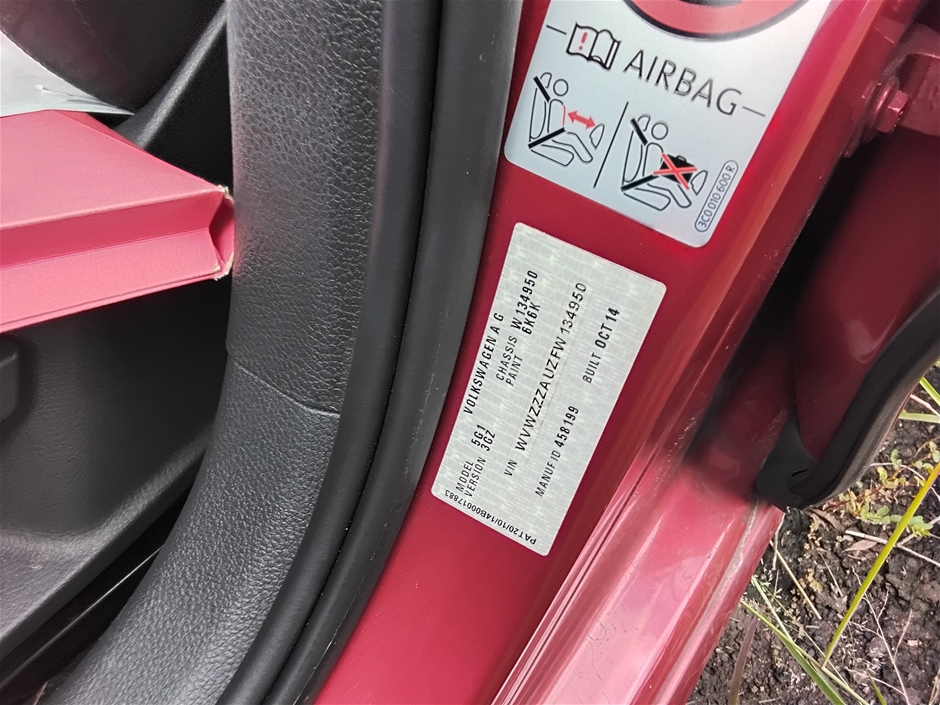 AIRBAG
3C0 010 600 R
VOLKSWAGEN A G
MODEL 5G1 CHASSIS W134950
VERSION 3GZ PAINT 6K6K
VIN WVWZZZAUZFW134950
MANUF ID 458199 BUILT OCT14
PAT20/10/14B00017883